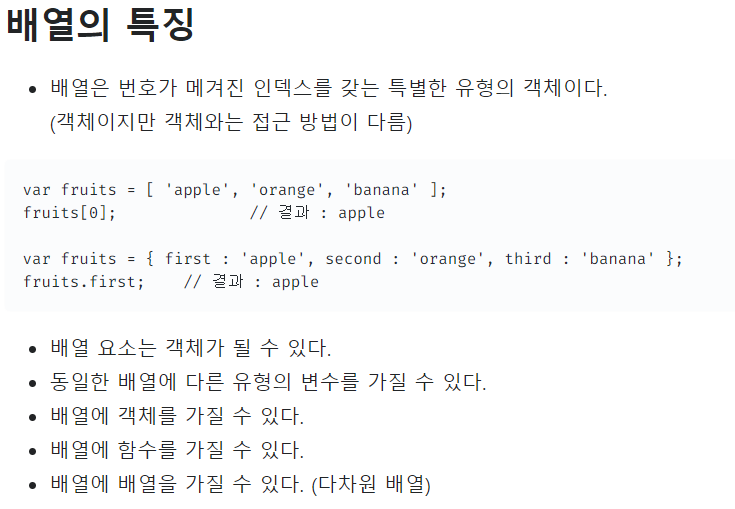 배열의 특징
• 배열은 번호가 메겨진 인덱스를 갖는 특별한 유형의 객체이다.
(객체이지만 객체와는 접근 방법이 다름)
var fruits = [ 'apple', 'orange', 'banana' ];
fruits[0];              // 결과 : apple
var fruits = { first : 'apple', second : 'orange', third : 'banana' };
fruits.first;    // 결과 : apple
• 배열 요소는 객체가 될 수 있다.
• 동일한 배열에 다른 유형의 변수를 가질 수 있다.
• 배열에 객체를 가질 수 있다.
• 배열에 함수를 가질 수 있다.
• 배열에 배열을 가질 수 있다. (다차원 배열)